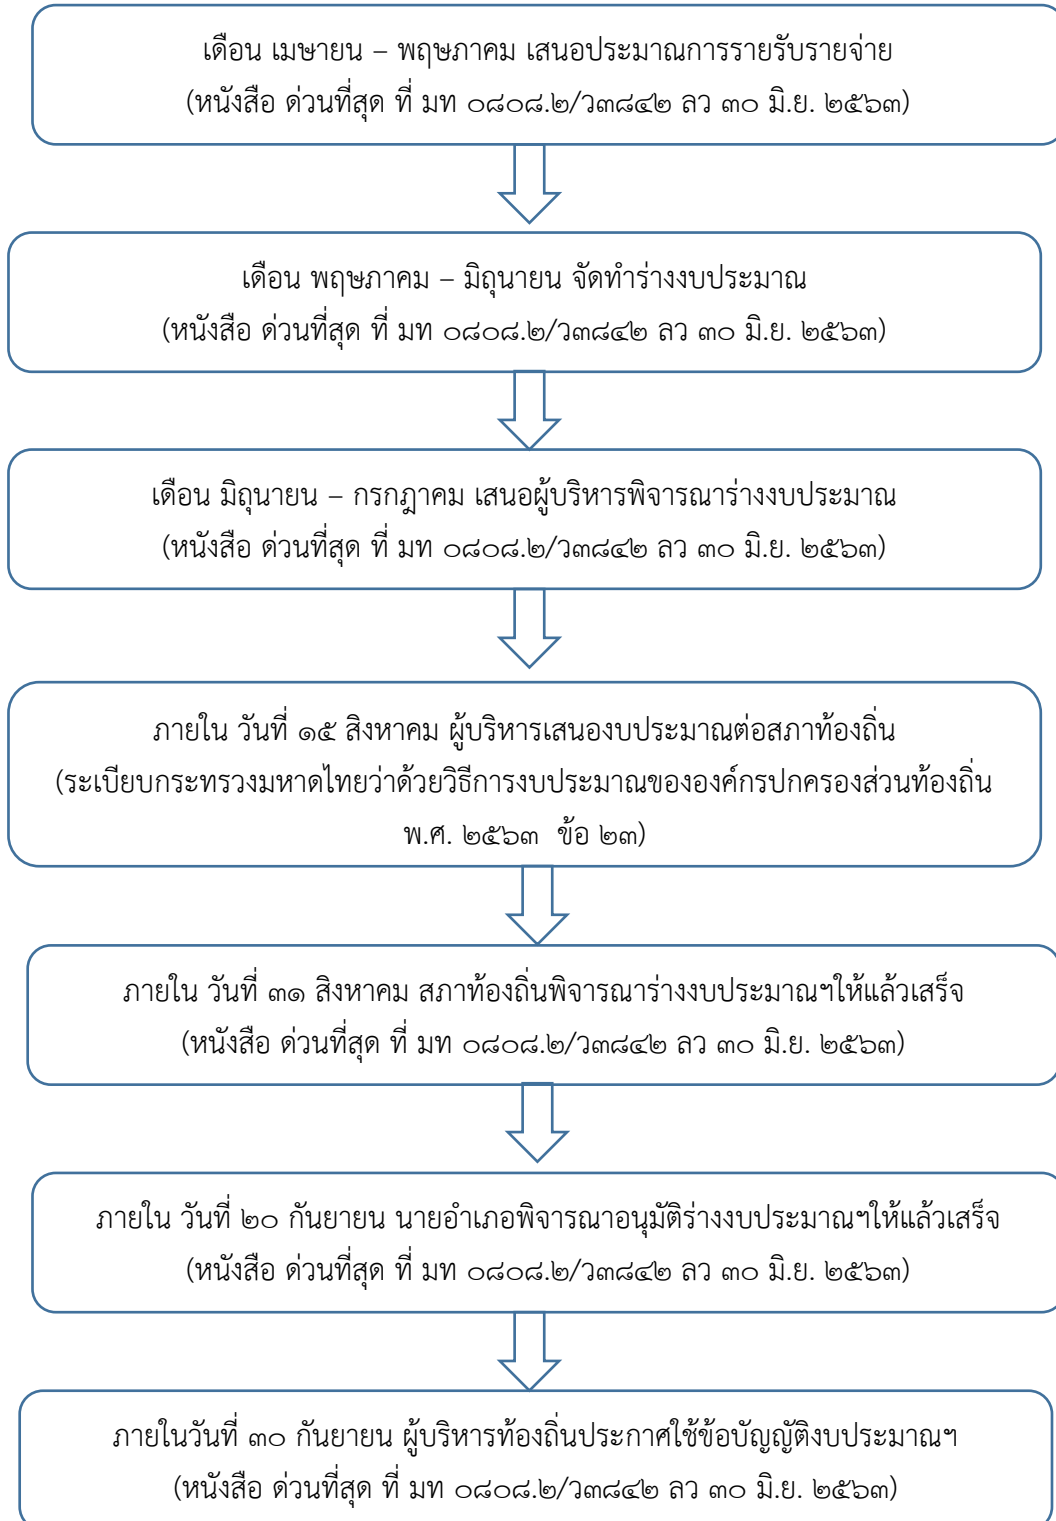 เดือน เมษายน – พฤษภาคม เสนอประมาณการรายรับรายจ่าย
(หนังสือ ด่วนที่สุด ที่ มท ๐๘๐๘.๒/ว๓๘๔๒ ลว ๓๐ มิ.ย. ๒๕๖๓)
เดือน พฤษภาคม – มิถุนายน จัดทำร่างงบประมาณ
(หนังสือ ด่วนที่สุด ที่ มท ๐๘๐๘.๒/ว๓๘๔๒ ลว ๓๐ มิ.ย. ๒๕๖๓)
เดือน มิถุนายน – กรกฎาคม เสนอผู้บริหารพิจารณาร่างงบประมาณ
(หนังสือ ด่วนที่สุด ที่ มท ๐๘๐๘.๒/ว๓๘๔๒ ลว ๓๐ มิ.ย. ๒๕๖๓)
ภายใน วันที่ ๑๕ สิงหาคม ผู้บริหารเสนองบประมาณต่อสภาท้องถิ่น
(ระเบียบกระทรวงมหาดไทยว่าด้วยวิธีการงบประมาณขององค์กรปกครองส่วนท้องถิ่น
พ.ศ. ๒๕๖๓ ข้อ ๒๓)
ภายใน วันที่ ๓๑ สิงหาคม สภาท้องถิ่นพิจารณาร่างงบประมาณฯให้แล้วเสร็จ
(หนังสือ ด่วนที่สุด ที่ มท ๐๘๐๘.๒/ว๓๘๔๒ ลว ๓๐ มิ.ย. ๒๕๖๓)
ภายใน วันที่ ๒๐ กันยายน นายอำเภอพิจารณาอนุมัติร่างงบประมาณฯให้แล้วเสร็จ
(หนังสือ ด่วนที่สุด ที่ มท ๐๘๐๘.๒/ว๓๘๔๒ ลว ๓๐ มิ.ย. ๒๕๖๓)
ภายในวันที่ ๓๐ กันยายน ผู้บริหารท้องถิ่นประกาศใช้ข้อบัญญัติงบประมาณฯ
(หนังสือ ด่วนที่สุด ที่ มท ๐๘๐๘.๒/ว๓๘๔๒ ลว ๓๐ มิ.ย. ๒๕๖๓)